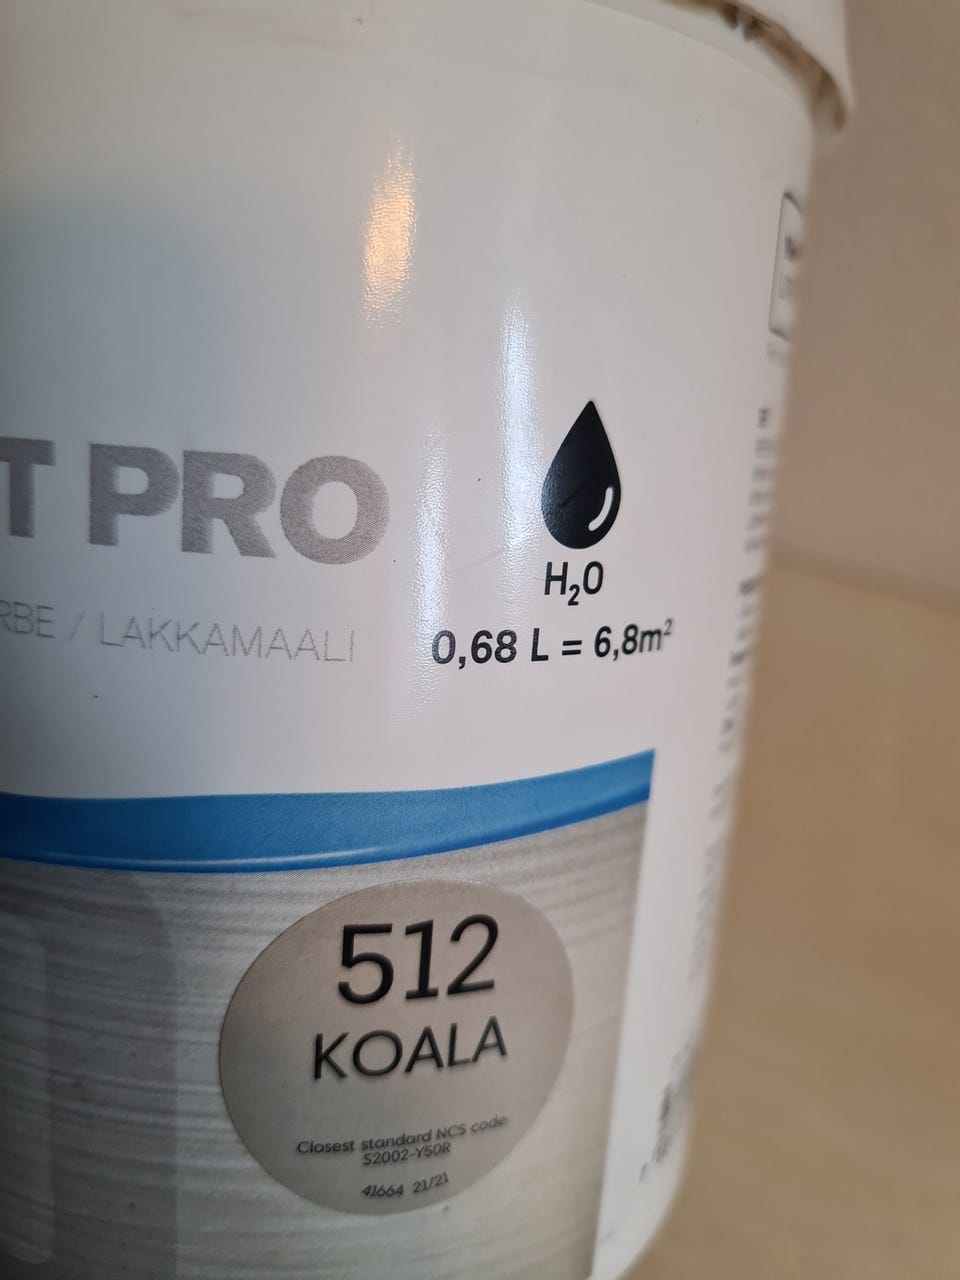 T PRO
RBE / LAKKAMAALI
H₂O
0,68 L = 6,8m²
512
KOALA
Closest standard NCS code:
S2002-Y50R
41664 21/21